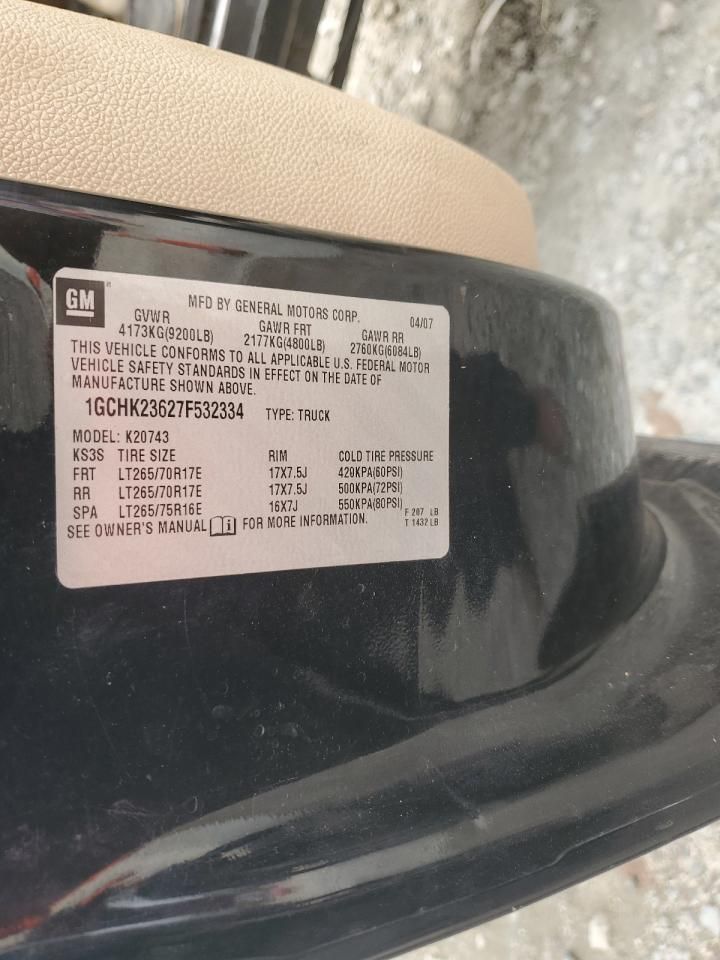 GM
MFD BY GENERAL MOTORS CORP. 04/07
GVWR GAWR FRT GAWR RR
4173KG(9200LB) 2177KG(4800LB) 2760KG(6084LB)
THIS VEHICLE CONFORMS TO ALL APPLICABLE U.S. FEDERAL MOTOR
VEHICLE SAFETY STANDARDS IN EFFECT ON THE DATE OF
MANUFACTURE SHOWN ABOVE.
1GCHK23627F532334 TYPE: TRUCK
MODEL: K20743
KS3S TIRE SIZE RIM COLD TIRE PRESSURE
FRT LT265/70R17E 17X7.5J 420KPA(60PSI)
RR LT265/70R17E 17X7.5J 500KPA(72PSI)
SPA LT265/75R16E 16X7J 550KPA(80PSI) F 207 LB
SEE OWNER'S MANUAL i FOR MORE INFORMATION. T 1432 LB